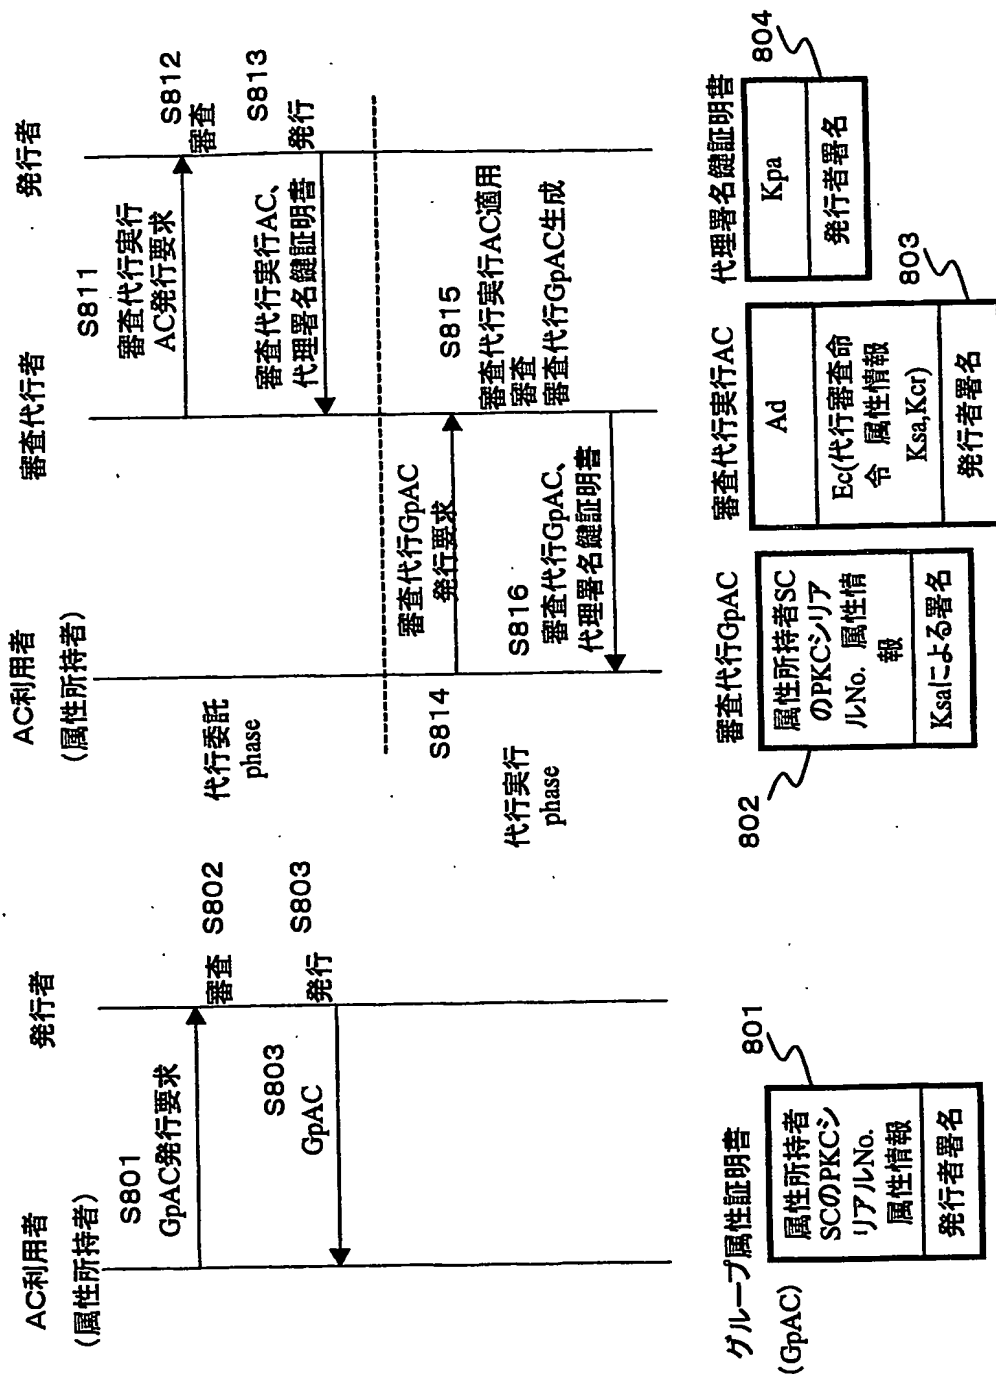 AC利用者
(属性所持者)
発行者
S801
GpAC発行要求
審査
S802
S803
GpAC
発行
S803
グループ属性証明書
(GpAC)
801
属性所持者
SCのPKCシ
リアルNo.
属性情報
発行者署名
AC利用者
(属性所持者)
審査代行者
発行者
代行委託
phase
S811
審査代行実行
AC発行要求
S812
審査
S813
発行
審査代行実行AC、
代理署名鍵証明書
代行実行
phase
S814
審査代行GpAC
発行要求
S815
審査代行実行AC適用
審査
審査代行GpAC生成
S816
審査代行GpAC、
代理署名鍵証明書
審査代行GpAC
802
属性所持者SC
のPKCシリア
ルNo. 属性情
報
Ksaによる署名
審査代行実行AC
803
Ad
Ec(代行審査命
令 属性情報
Ksa,Kcr)
発行者署名
代理署名鍵証明書
804
Kpa
発行者署名